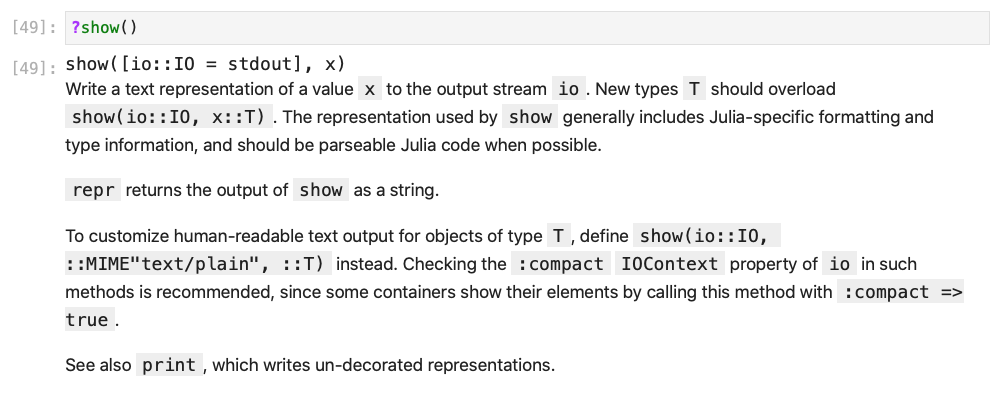 [49]: ?show()
[49]: show([io::IO = stdout], x)
Write a text representation of a value x to the output stream io . New types T should overload
show(io::IO, x::T) . The representation used by show generally includes Julia-specific formatting and
type information, and should be parseable Julia code when possible.
repr returns the output of show as a string.
To customize human-readable text output for objects of type T , define show(io::IO,
::MIME"text/plain", ::T) instead. Checking the :compact IOContext property of io in such
methods is recommended, since some containers show their elements by calling this method with :compact =>
true .
See also print , which writes un-decorated representations.